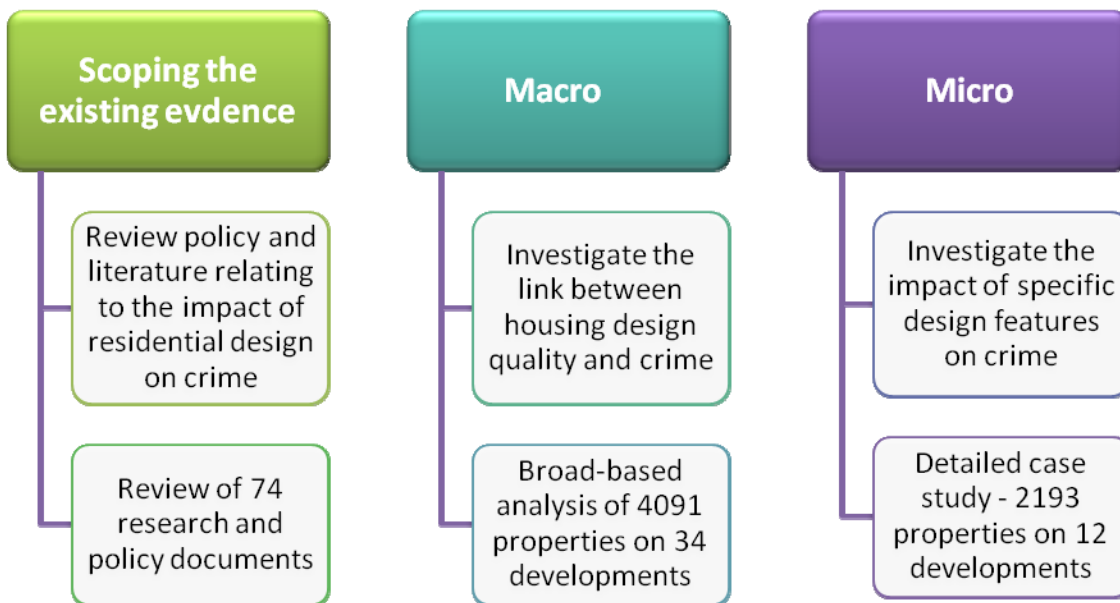 Scoping the
existing evdence
Review policy and
literature relating
to the impact of
residential design
on crime
Review of 74
research and
policy documents
Macro
Investigate the
link between
housing design
quality and crime
Broad-based
analysis of 4091
properties on 34
developments
Micro
Investigate the
impact of specific
design features
on crime
Detailed case
study - 2193
properties on 12
developments